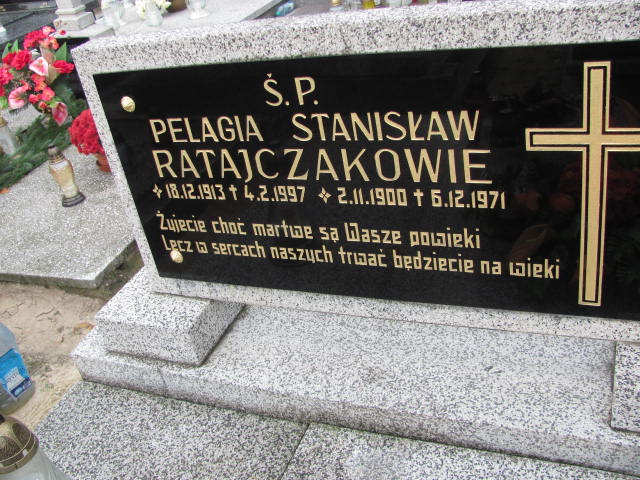 Ś.P.
PELAGIA STANISŁAW
RATAJCZAKOWIE
18.12.1913 † 4.2.1997 2.11.1900 † 6.12.1971
Żyjecie choć martwe są Wasze powieki
Lecz w sercach naszych trwać będziecie na wieki